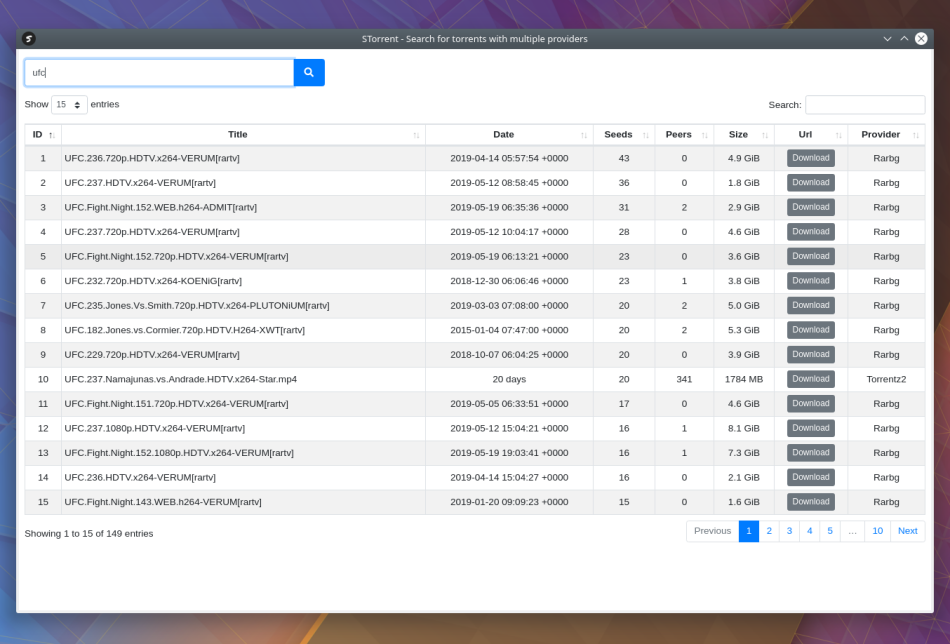 STorrent - Search for torrents with multiple providers
ufc
Show 15 entries Search:
ID Title Date Seeds Peers Size Url Provider
1 UFC.236.720p.HDTV.x264-VERUM[rartv] 2019-04-14 05:57:54 +0000 43 0 4.9 GiB Download Rarbg
2 UFC.237.HDTV.x264-VERUM[rartv] 2019-05-12 08:58:45 +0000 36 0 1.8 GiB Download Rarbg
3 UFC.Fight.Night.152.WEB.h264-ADMIT[rartv] 2019-05-19 06:35:36 +0000 31 2 2.9 GiB Download Rarbg
4 UFC.237.720p.HDTV.x264-VERUM[rartv] 2019-05-12 10:04:17 +0000 28 0 4.6 GiB Download Rarbg
5 UFC.Fight.Night.152.720p.HDTV.x264-VERUM[rartv] 2019-05-19 06:13:21 +0000 23 0 3.6 GiB Download Rarbg
6 UFC.232.720p.HDTV.x264-KOENiG[rartv] 2018-12-30 06:06:46 +0000 23 1 3.8 GiB Download Rarbg
7 UFC.235.Jones.Vs.Smith.720p.HDTV.x264-PLUTONiUM[rartv] 2019-03-03 07:08:00 +0000 20 2 5.0 GiB Download Rarbg
8 UFC.182.Jones.vs.Cormier.720p.HDTV.H264-XWT[rartv] 2015-01-04 07:47:00 +0000 20 2 5.3 GiB Download Rarbg
9 UFC.229.720p.HDTV.x264-VERUM[rartv] 2018-10-07 06:04:25 +0000 20 0 3.9 GiB Download Rarbg
10 UFC.237.Namajunas.vs.Andrade.HDTV.x264-Star.mp4 20 days 20 341 1784 MB Download Torrentz2
11 UFC.Fight.Night.151.720p.HDTV.x264-VERUM[rartv] 2019-05-05 06:33:51 +0000 17 0 4.6 GiB Download Rarbg
12 UFC.237.1080p.HDTV.x264-VERUM[rartv] 2019-05-12 15:04:21 +0000 16 1 8.1 GiB Download Rarbg
13 UFC.Fight.Night.152.1080p.HDTV.x264-VERUM[rartv] 2019-05-19 19:03:41 +0000 16 1 7.3 GiB Download Rarbg
14 UFC.236.HDTV.x264-VERUM[rartv] 2019-04-14 15:04:27 +0000 16 0 2.1 GiB Download Rarbg
15 UFC.Fight.Night.143.WEB.h264-VERUM[rartv] 2019-01-20 09:09:23 +0000 15 0 1.6 GiB Download Rarbg
Showing 1 to 15 of 149 entries Previous 1 2 3 4 5 … 10 Next